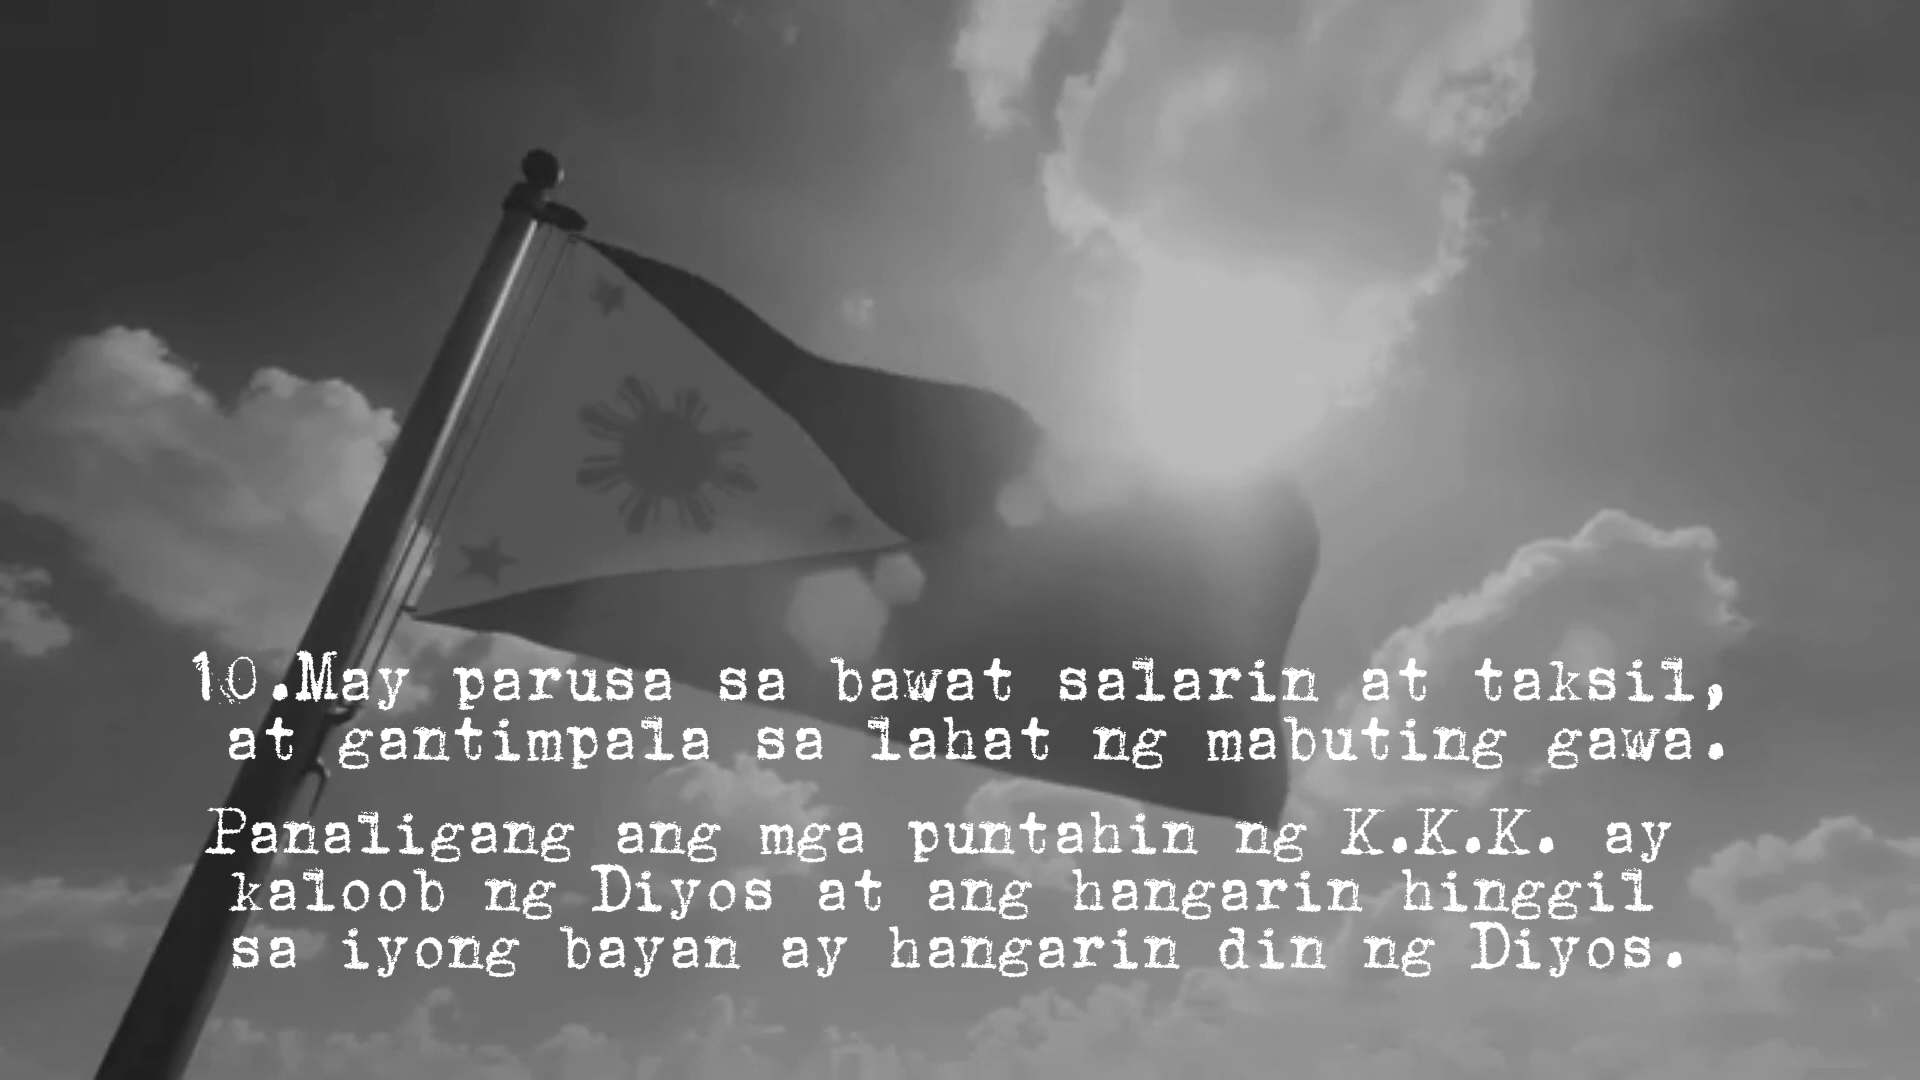 10.May parusa sa bawat salarin at taksil,
at gantimpala sa lahat ng mabuting gawa.
Panaligang ang mga puntahin ng K.K.K. ay
kaloob ng Diyos at ang hangarin hinggil
sa iyong bayan ay hangarin din ng Diyos.